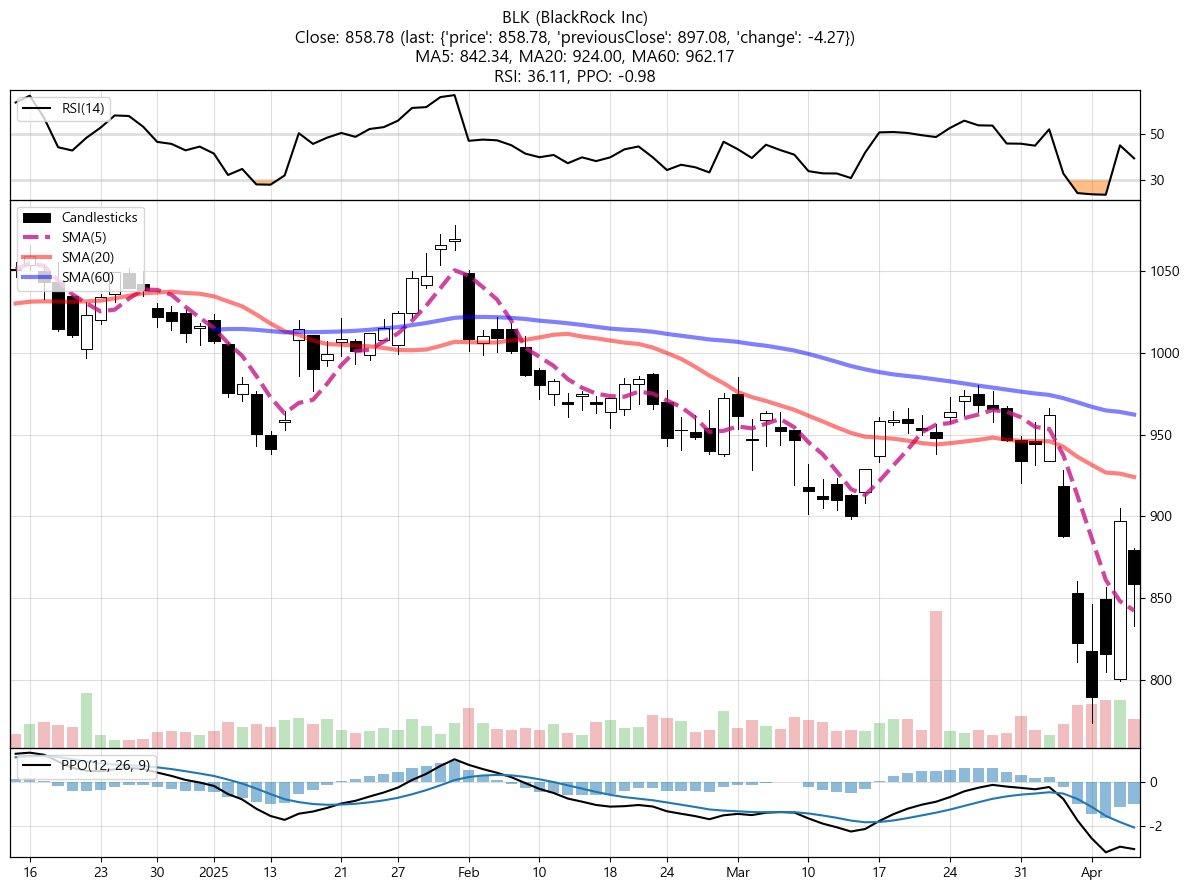 BLK (BlackRock Inc)
Close: 858.78 (last: {'price': 858.78, 'previousClose': 897.08, 'change': -4.27})
MA5: 842.34, MA20: 924.00, MA60: 962.17
RSI: 36.11, PPO: -0.98
RSI(14)
50
30
Candlesticks
SMA(5)
SMA(20)
SMA(60)
1050
1000
950
900
850
800
PPO(12, 26, 9)
0
-2
16 23 30 2025 13 21 27 Feb 10 18 24 Mar 10 17 24 31 Apr